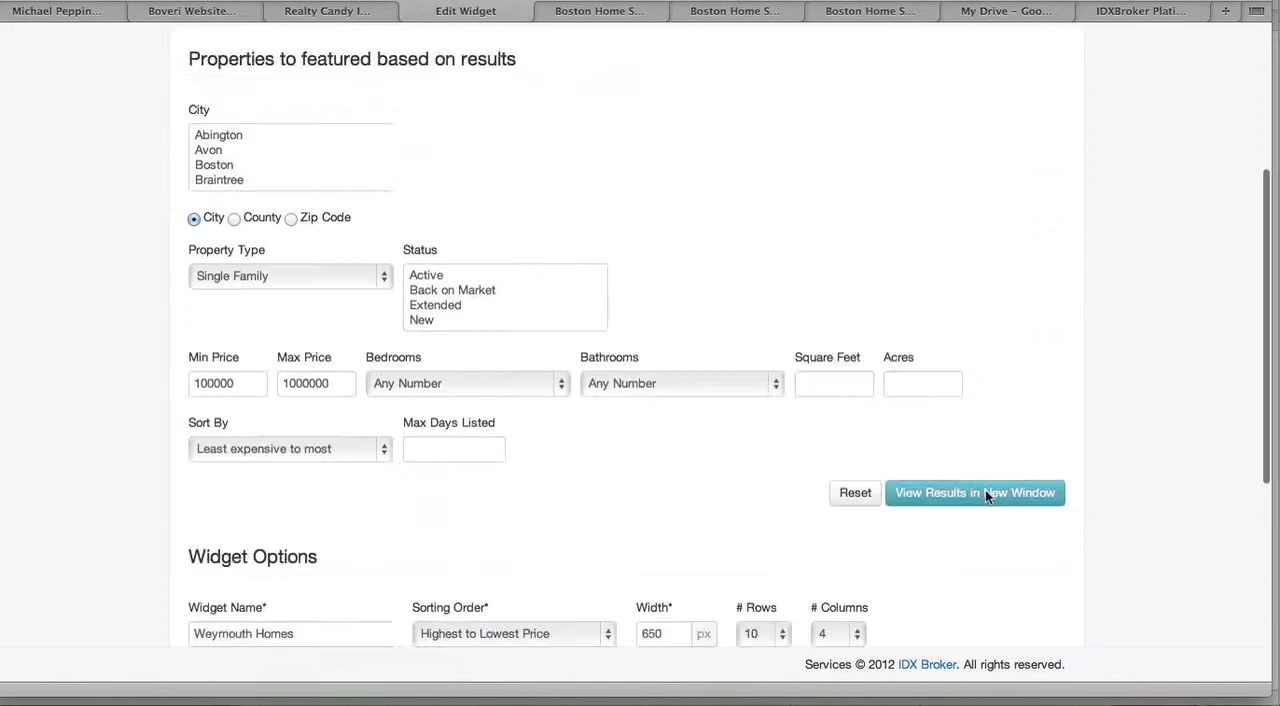 Michael Peppin... Boveri Website... Realty Candy I... Edit Widget Boston Home S... Boston Home S... Boston Home S... My Drive – Goo... IDXBroker Plati... +
Properties to featured based on results
City
Abington
Avon
Boston
Braintree
City County Zip Code
Property Type Status
Single Family
Active
Back on Market
Extended
New
Min Price Max Price Bedrooms Bathrooms Square Feet Acres
100000 1000000 Any Number Any Number
Sort By Max Days Listed
Least expensive to most
Reset View Results in New Window
Widget Options
Widget Name* Sorting Order* Width* # Rows # Columns
Weymouth Homes Highest to Lowest Price 650 px 10 4
Services © 2012 IDX Broker. All rights reserved.